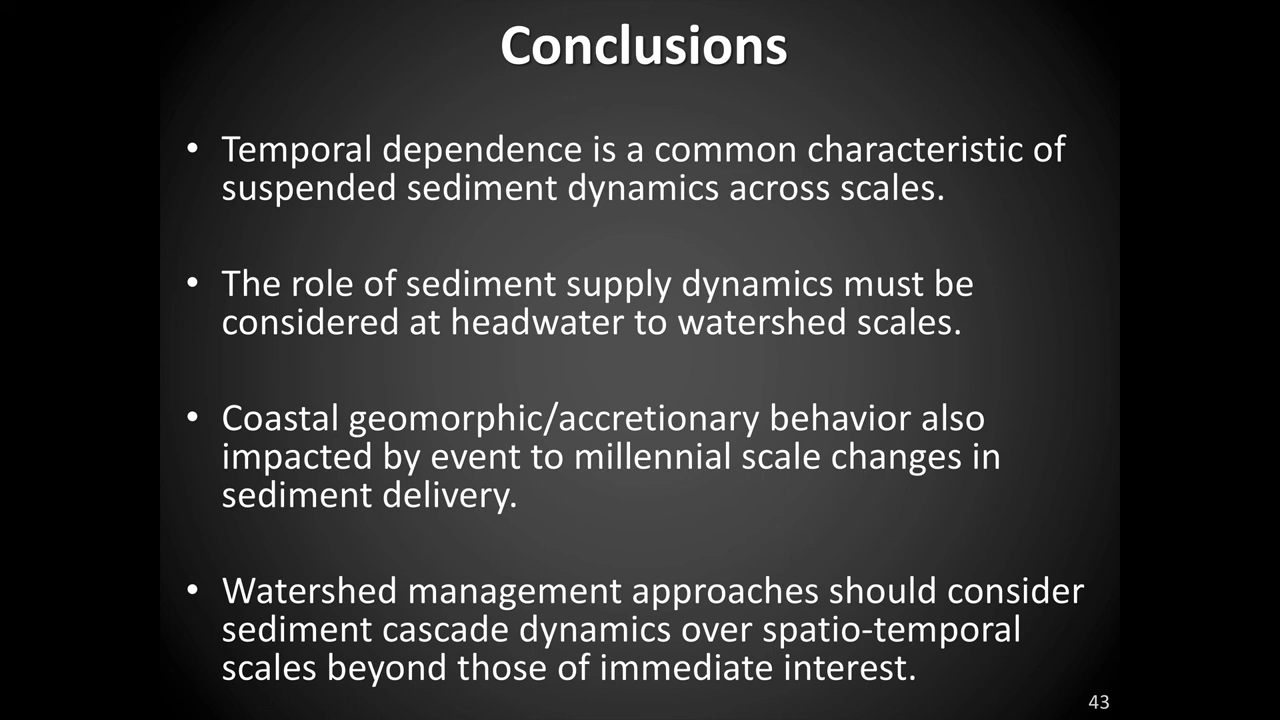 Conclusions
• Temporal dependence is a common characteristic of
suspended sediment dynamics across scales.
• The role of sediment supply dynamics must be
considered at headwater to watershed scales.
• Coastal geomorphic/accretionary behavior also
impacted by event to millennial scale changes in
sediment delivery.
• Watershed management approaches should consider
sediment cascade dynamics over spatio-temporal
scales beyond those of immediate interest.
43